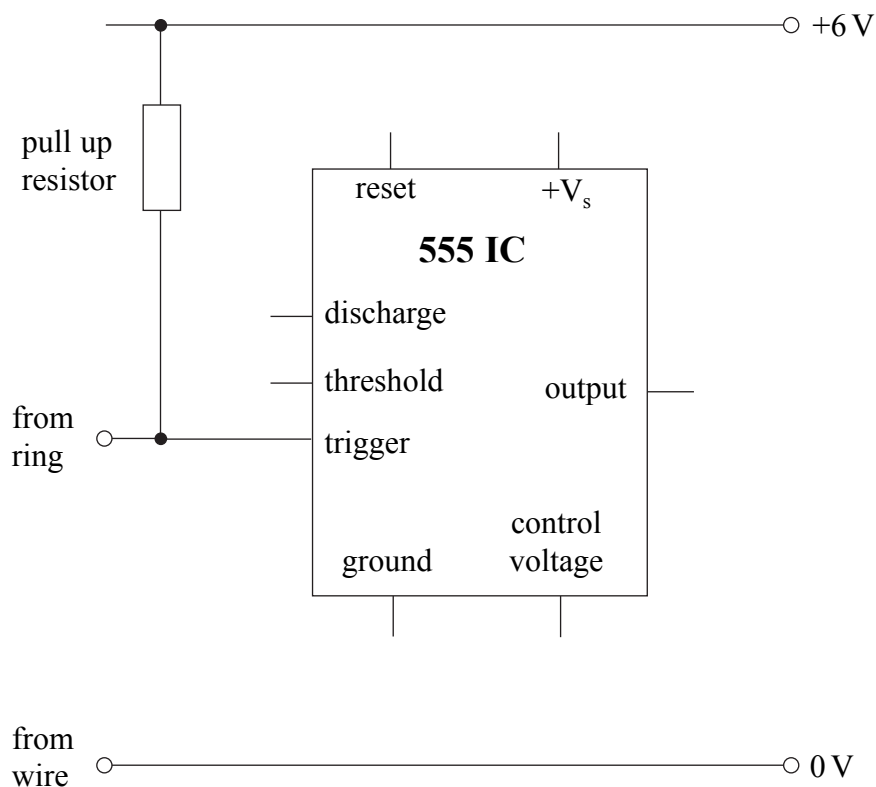 +6 V
pull up
resistor
reset
+Vs
555 IC
discharge
threshold
output
from
ring
trigger
control
ground
voltage
from
wire
0 V